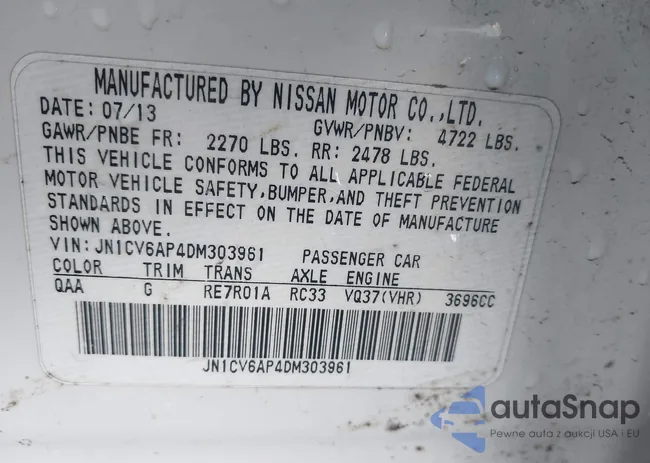 MANUFACTURED BY NISSAN MOTOR CO.,LTD.
DATE: 07/13 GVWR/PNBV: 4722 LBS.
GAWR/PNBE FR: 2270 LBS. RR: 2478 LBS.
THIS VEHICLE CONFORMS TO ALL APPLICABLE FEDERAL
MOTOR VEHICLE SAFETY,BUMPER,AND THEFT PREVENTION
STANDARDS IN EFFECT ON THE DATE OF MANUFACTURE
SHOWN ABOVE.
VIN: JN1CV6AP4DM303961 PASSENGER CAR
COLOR TRIM TRANS AXLE ENGINE
QAA G RE7R01A RC33 VQ37(VHR) 3696CC
JN1CV6AP4DM303961
autaSnap
Pewne auta z aukcji USA i EU